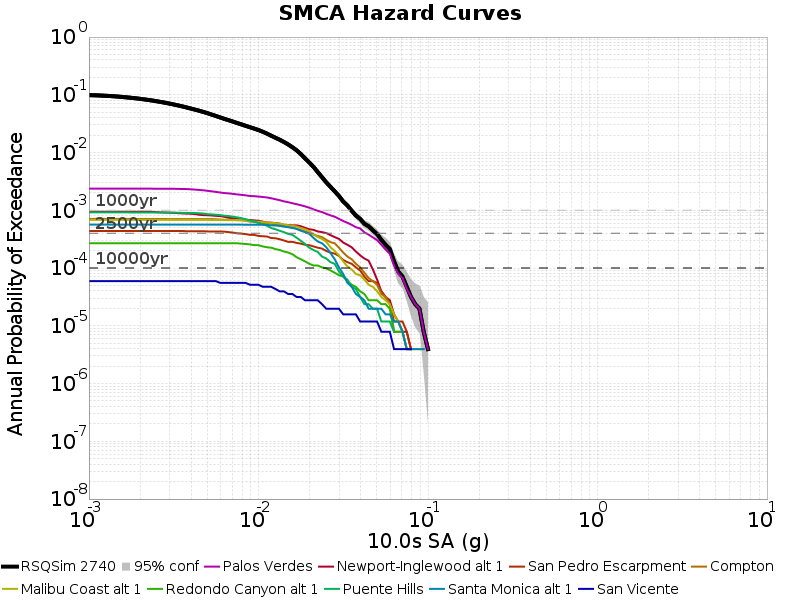 SMCA Hazard Curves
Annual Probability of Exceedance
10^0
10^-1
10^-2
10^-3
10^-4
10^-5
10^-6
10^-7
10^-8
1000yr
2500yr
10000yr
10^-3 10^-2 10^-1 10^0 10^1
10.0s SA (g)
RSQSim 2740 95% conf Palos Verdes Newport-Inglewood alt 1 San Pedro Escarpment Compton
Malibu Coast alt 1 Redondo Canyon alt 1 Puente Hills Santa Monica alt 1 San Vicente